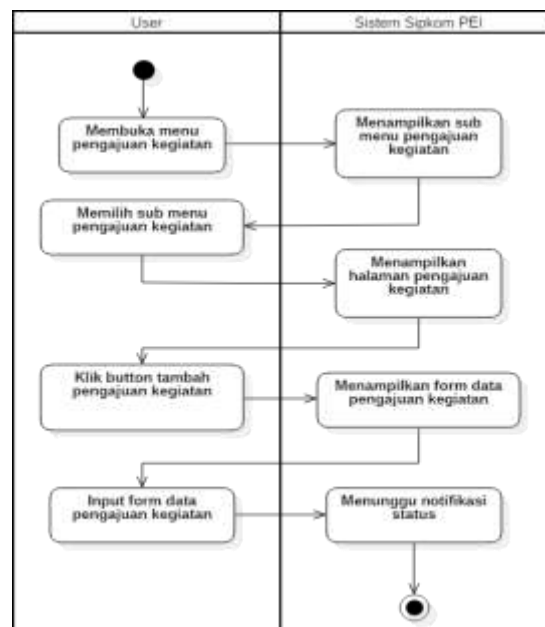 User
Sistem Sipkom PEI
Membuka menu
pengajuan kegiatan
Menampilkan sub
menu pengajuan
kegiatan
Memilih sub menu
pengajuan kegiatan
Menampilkan
halaman pengajuan
kegiatan
Klik button tambah
pengajuan kegiatan
Menampilkan form data
pengajuan kegiatan
Input form data
pengajuan kegiatan
Menunggu notifikasi
status